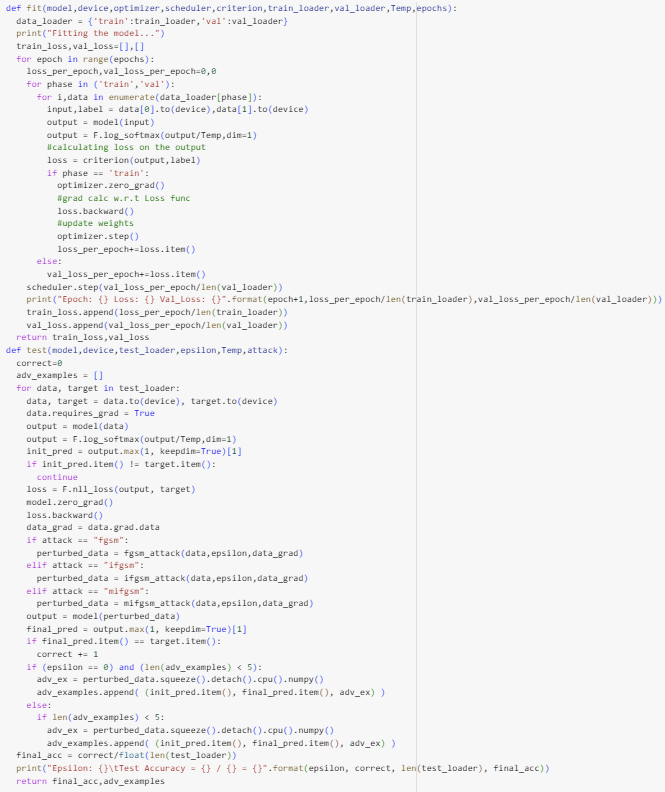 def fit(model,device,optimizer,scheduler,criterion,train_loader,val_loader,Temp,epochs):
  data_loader = {'train':train_loader,'val':val_loader}
  print("Fitting the model...")
  train_loss,val_loss=[],[]
  for epoch in range(epochs):
    loss_per_epoch,val_loss_per_epoch=0,0
    for phase in ('train','val'):
      for i,data in enumerate(data_loader[phase]):
        input,label = data[0].to(device),data[1].to(device)
        output = model(input)
        output = F.log_softmax(output/Temp,dim=1)
        #calculating loss on the output
        loss = criterion(output,label)
        if phase == 'train':
          optimizer.zero_grad()
          #grad calc w.r.t Loss func
          loss.backward()
          #update weights
          optimizer.step()
          loss_per_epoch+=loss.item()
      else:
        val_loss_per_epoch+=loss.item()
    scheduler.step(val_loss_per_epoch/len(val_loader))
    print("Epoch: {} Loss: {} Val_Loss: {}".format(epoch+1,loss_per_epoch/len(train_loader),val_loss_per_epoch/len(val_loader)))
    train_loss.append(loss_per_epoch/len(train_loader))
    val_loss.append(val_loss_per_epoch/len(val_loader))
  return train_loss,val_loss
def test(model,device,test_loader,epsilon,Temp,attack):
  correct=0
  adv_examples = []
  for data, target in test_loader:
    data, target = data.to(device), target.to(device)
    data.requires_grad = True
    output = model(data)
    output = F.log_softmax(output/Temp,dim=1)
    init_pred = output.max(1, keepdim=True)[1]
    if init_pred.item() != target.item():
      continue
    loss = F.nll_loss(output, target)
    model.zero_grad()
    loss.backward()
    data_grad = data.grad.data
    if attack == "fgsm":
      perturbed_data = fgsm_attack(data,epsilon,data_grad)
    elif attack == "ifgsm":
      perturbed_data = ifgsm_attack(data,epsilon,data_grad)
    elif attack == "mifgsm":
      perturbed_data = mifgsm_attack(data,epsilon,data_grad)
    output = model(perturbed_data)
    final_pred = output.max(1, keepdim=True)[1]
    if final_pred.item() == target.item():
      correct += 1
    if (epsilon == 0) and (len(adv_examples) < 5):
      adv_ex = perturbed_data.squeeze().detach().cpu().numpy()
      adv_examples.append( (init_pred.item(), final_pred.item(), adv_ex) )
    else:
      if len(adv_examples) < 5:
        adv_ex = perturbed_data.squeeze().detach().cpu().numpy()
        adv_examples.append( (init_pred.item(), final_pred.item(), adv_ex) )
  final_acc = correct/float(len(test_loader))
  print("Epsilon: {}\tTest Accuracy = {} / {} = {}".format(epsilon, correct, len(test_loader), final_acc))
  return final_acc,adv_examples